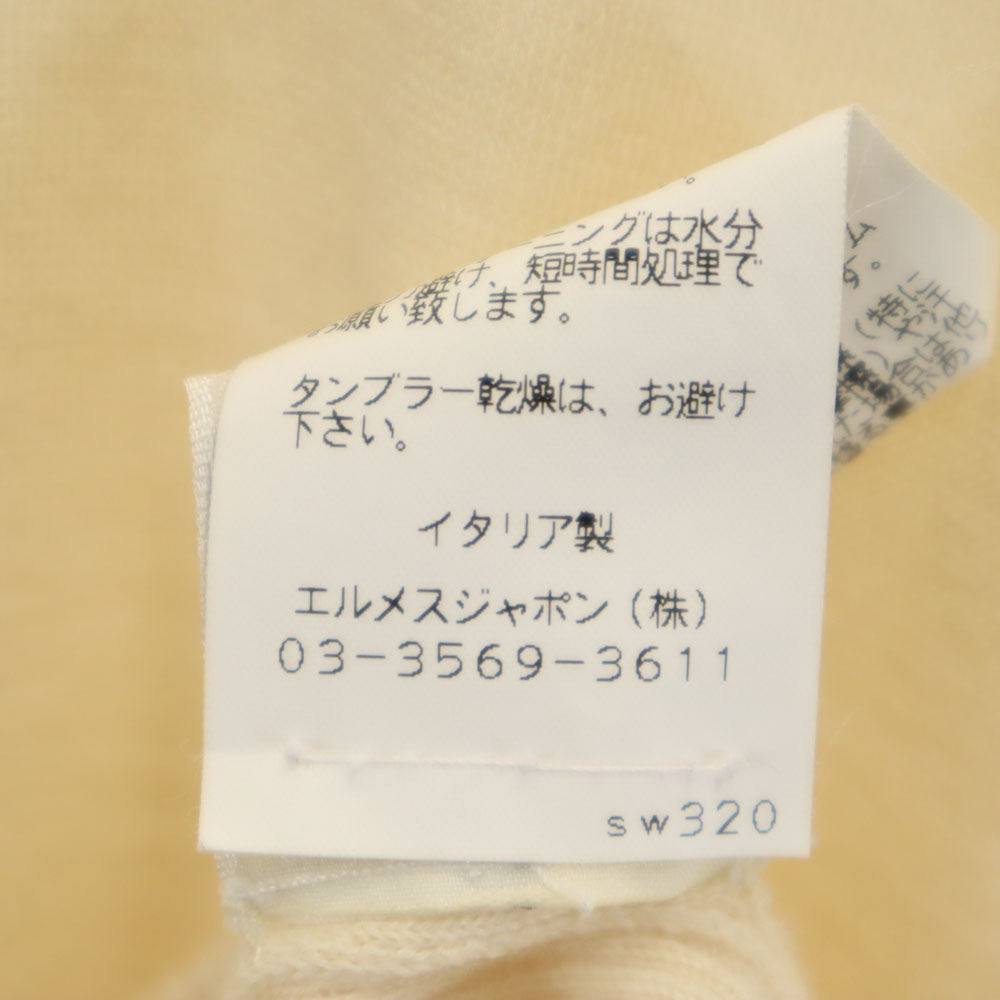 ニングは水分
避け、短時間処理で
願い致します。
タンブラー乾燥は、お避け
下さい。
イタリア製
エルメスジャポン（株）
03-3569-3611
sw320